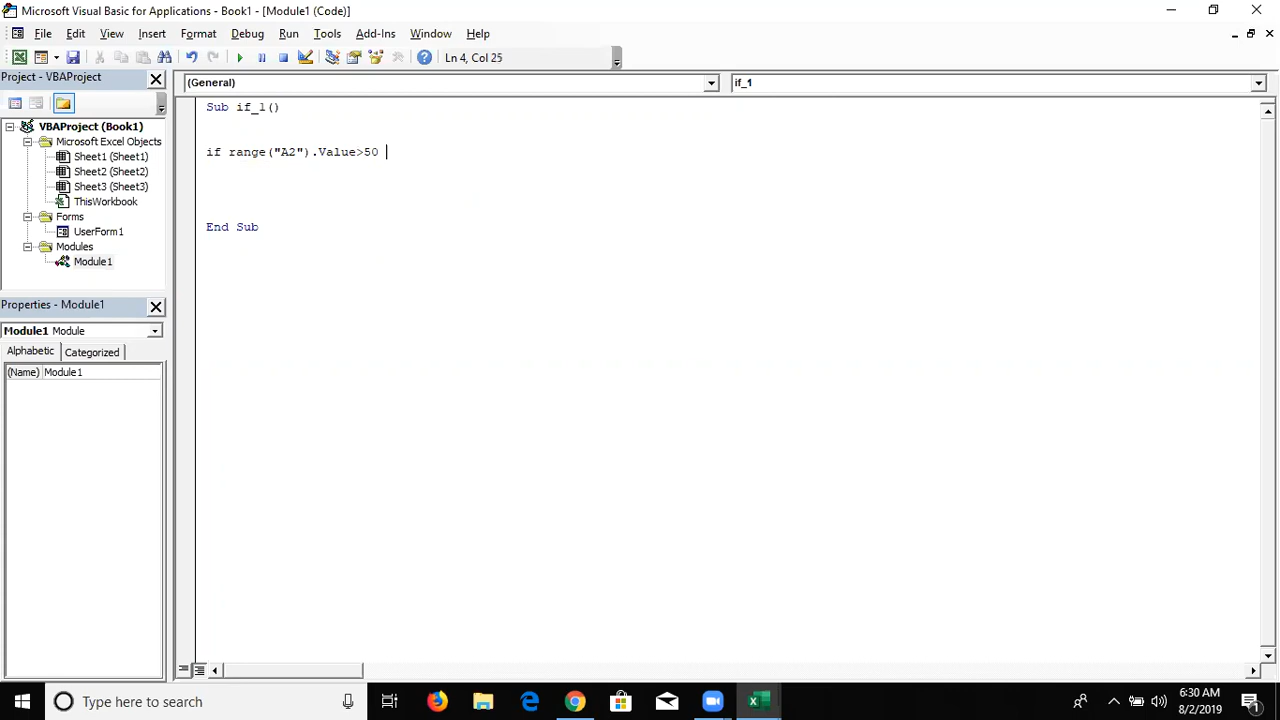 Microsoft Visual Basic for Applications - Book1 - [Module1 (Code)]
File Edit View Insert Format Debug Run Tools Add-Ins Window Help
Ln 4, Col 25
Project - VBAProject
(General)
if_1
VBAProject (Book1)
Microsoft Excel Objects
Sheet1 (Sheet1)
Sheet2 (Sheet2)
Sheet3 (Sheet3)
ThisWorkbook
Forms
UserForm1
Modules
Module1
Sub if_1()
if range("A2").Value>50
End Sub
Properties - Module1
Module1 Module
Alphabetic Categorized
(Name) Module1
Type here to search
6:30 AM
8/2/2019
1